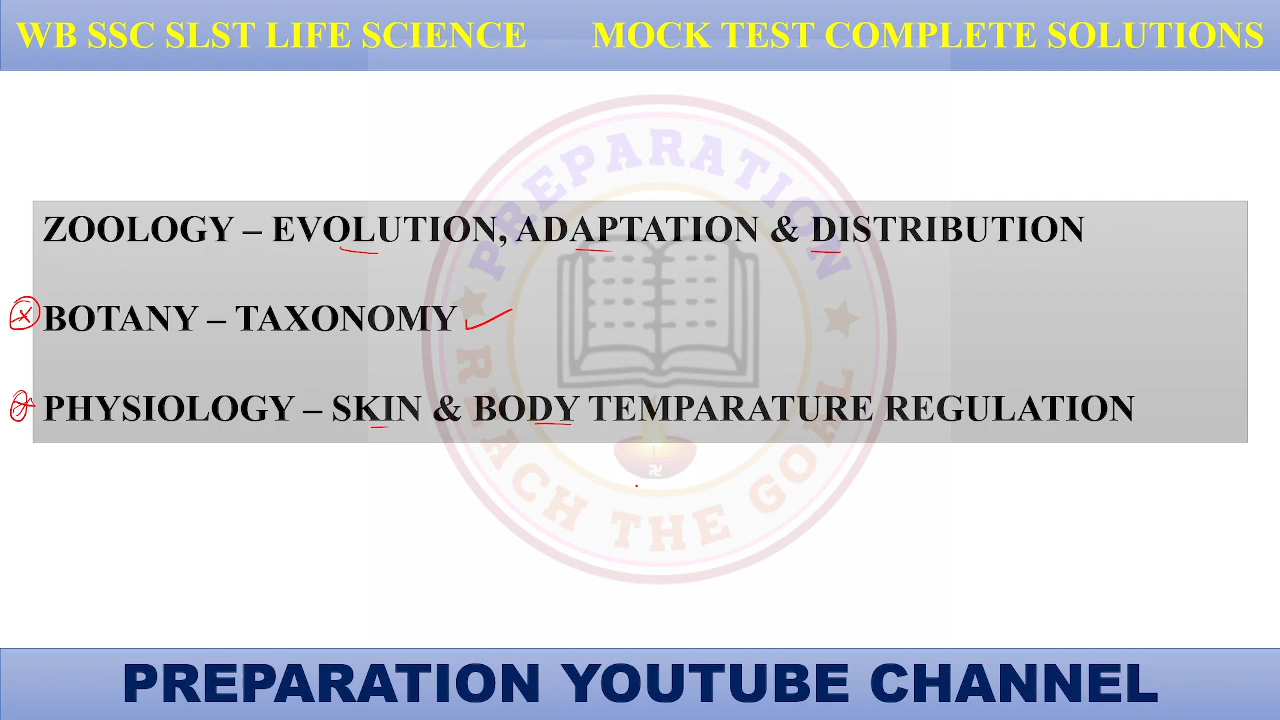 WB SSC SLST LIFE SCIENCE MOCK TEST COMPLETE SOLUTIONS
PREPARATION
ZOOLOGY – EVOLUTION, ADAPTATION & DISTRIBUTION
BOTANY – TAXONOMY
PHYSIOLOGY – SKIN & BODY TEMPARATURE REGULATION
REACH THE GOAL
PREPARATION YOUTUBE CHANNEL